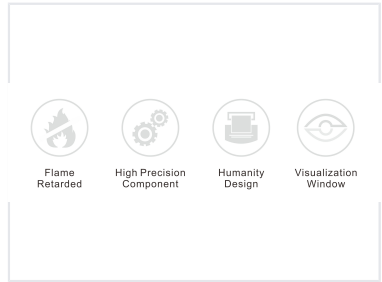 Flame
Retarded
High Precision
Component
Humanity
Design
Visualization
Window